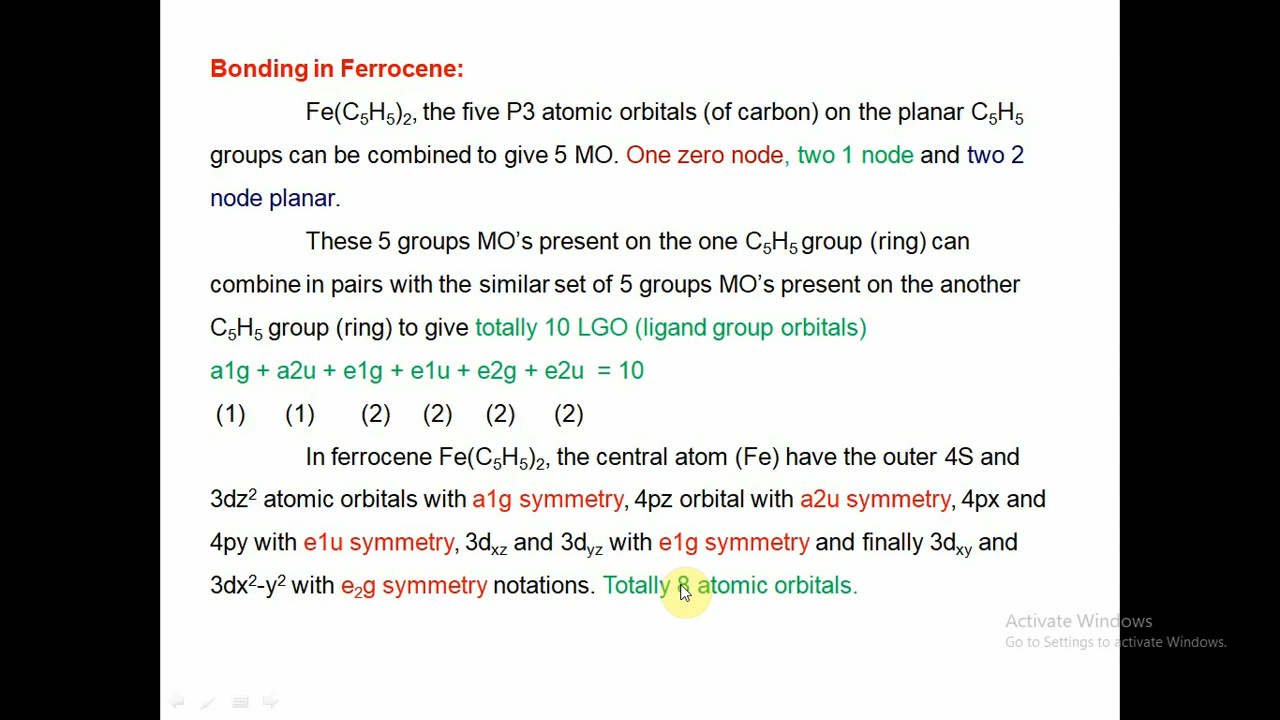 Bonding in Ferrocene:
Fe(C₅H₅)₂, the five P3 atomic orbitals (of carbon) on the planar C₅H₅
groups can be combined to give 5 MO. One zero node, two 1 node and two 2
node planar.
These 5 groups MO’s present on the one C₅H₅ group (ring) can
combine in pairs with the similar set of 5 groups MO’s present on the another
C₅H₅ group (ring) to give totally 10 LGO (ligand group orbitals)
a1g + a2u + e1g + e1u + e2g + e2u = 10
(1) (1) (2) (2) (2) (2)
In ferrocene Fe(C₅H₅)₂, the central atom (Fe) have the outer 4S and
3dz² atomic orbitals with a1g symmetry, 4pz orbital with a2u symmetry, 4px and
4py with e1u symmetry, 3dxz and 3dyz with e1g symmetry and finally 3dxy and
3dx²-y² with e₂g symmetry notations. Totally 8 atomic orbitals.
Activate Windows
Go to Settings to activate Windows.